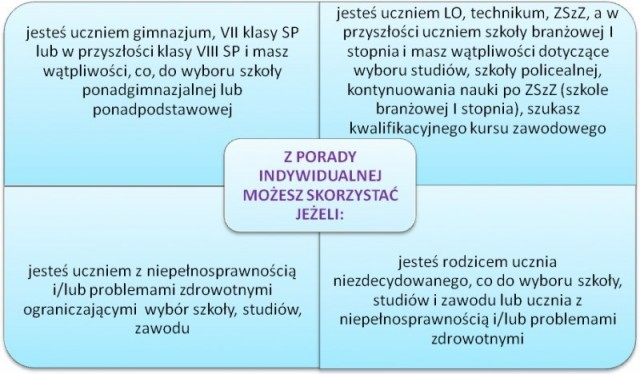 jesteś uczniem gimnazjum, VII klasy SP
lub w przyszłości klasy VIII SP i masz
wątpliwości, co, do wyboru szkoły
ponadgimnazjalnej lub
ponadpodstawowej
jesteś uczniem LO, technikum, ZSzZ, a w
przyszłości uczniem szkoły branżowej I
stopnia i masz wątpliwości dotyczące
wyboru studiów, szkoły policealnej,
kontynuowania nauki po ZSzZ (szkole
branżowej I stopnia), szukasz
kwalifikacyjnego kursu zawodowego
Z PORADY
INDYWIDUALNEJ
MOŻESZ SKORZYSTAĆ
JEŻELI:
jesteś uczniem z niepełnosprawnością
i/lub problemami zdrowotnymi
ograniczającymi wybór szkoły, studiów,
zawodu
jesteś rodzicem ucznia
niezdecydowanego, co do wyboru szkoły,
studiów i zawodu lub ucznia z
niepełnosprawnością i/lub problemami
zdrowotnymi